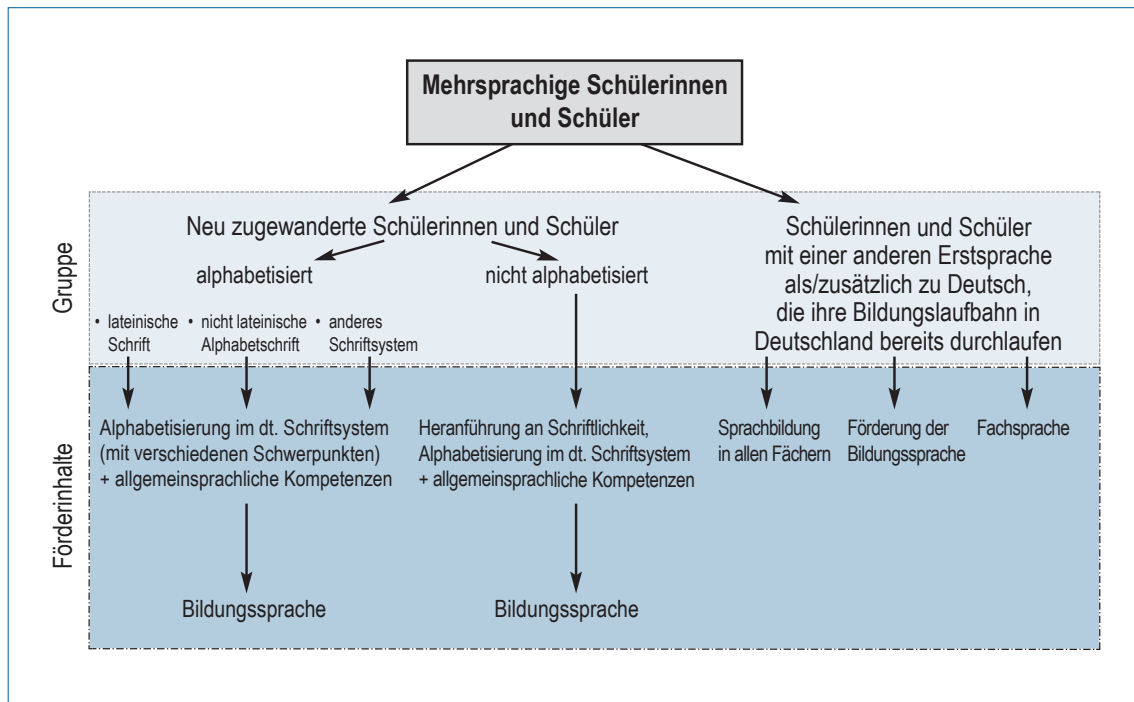 Mehrsprachige Schülerinnen
und Schüler
Gruppe
Neu zugewanderte Schülerinnen und Schüler
alphabetisiert
nicht alphabetisiert
• lateinische
Schrift
• nicht lateinische
Alphabetschrift
• anderes
Schriftsystem
Schülerinnen und Schüler
mit einer anderen Erstsprache
als/zusätzlich zu Deutsch,
die ihre Bildungslaufbahn in
Deutschland bereits durchlaufen
Förderinhalte
Alphabetisierung im dt. Schriftsystem
(mit verschiedenen Schwerpunkten)
+ allgemeinsprachliche Kompetenzen
Heranführung an Schriftlichkeit,
Alphabetisierung im dt. Schriftsystem
+ allgemeinsprachliche Kompetenzen
Sprachbildung
in allen Fächern
Förderung der
Bildungssprache
Fachsprache
Bildungssprache
Bildungssprache